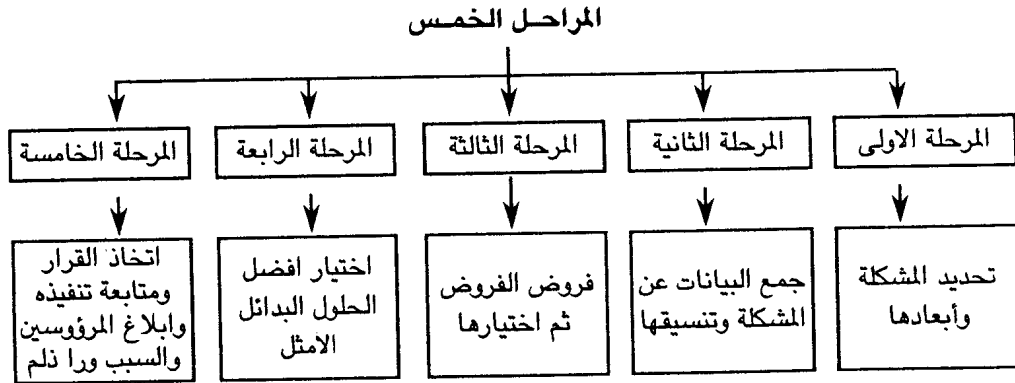 المراحل الخمس
المرحلة الاولى
المرحلة الثانية
المرحلة الثالثة
المرحلة الرابعة
المرحلة الخامسة
تحديد المشكلة
وأبعادها
جمع البيانات عن
المشكلة وتنسيقها
فروض الفروض
ثم اختيارها
اختيار افضل
الحلول البدائل
الامثل
اتخاذ القرار
ومتابعة تنفيذه
وابلاغ المرؤوسين
والسبب ورا ذلم